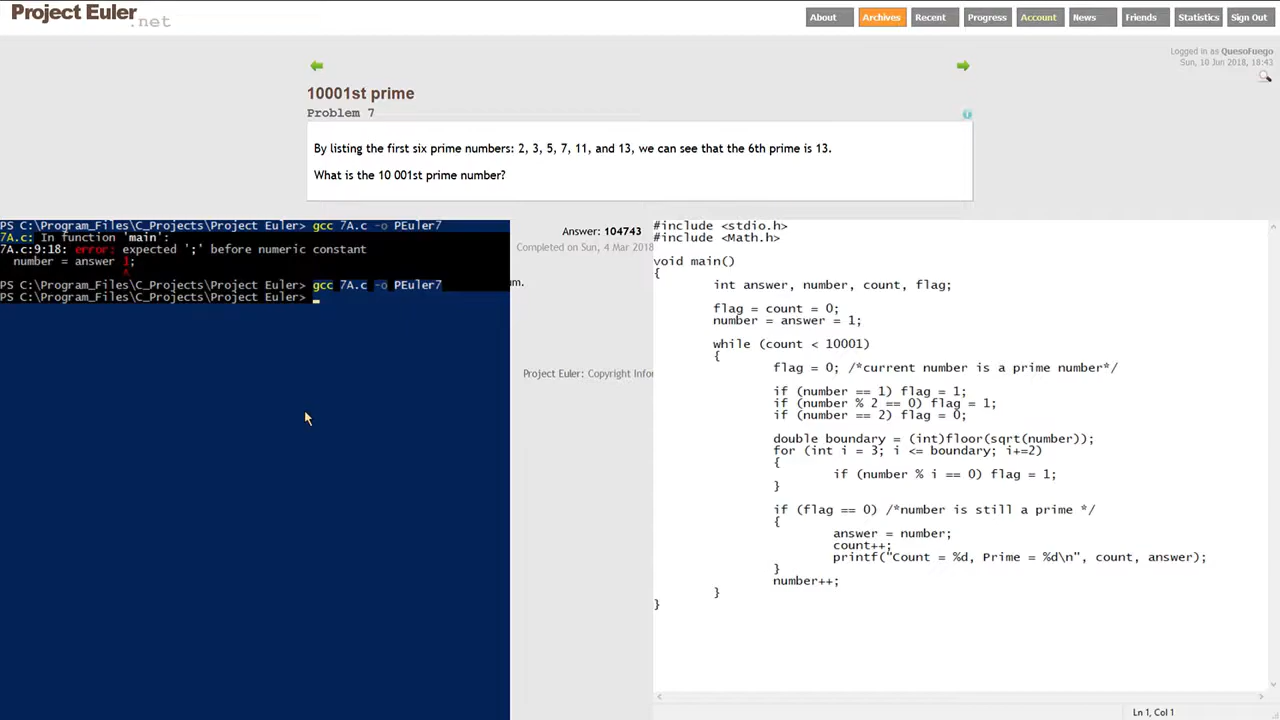 Project Euler
.net
About Archives Recent Progress Account News Friends Statistics Sign Out
Logged in as QuesoFuego
Sun, 10 Jun 2018, 18:43
10001st prime
Problem 7
By listing the first six prime numbers: 2, 3, 5, 7, 11, and 13, we can see that the 6th prime is 13.
What is the 10 001st prime number?
PS C:\Program_Files\C_Projects\Project Euler> gcc 7A.c -o PEuler7
7A.c: In function 'main':
7A.c:9:18: error: expected ';' before numeric constant
number = answer 1;
^
PS C:\Program_Files\C_Projects\Project Euler> gcc 7A.c -o PEuler7
PS C:\Program_Files\C_Projects\Project Euler>
Answer: 104743
Completed on Sun, 4 Mar 2018
m.
Project Euler: Copyright Infor
#include <stdio.h>
#include <Math.h>
void main()
{
int answer, number, count, flag;
flag = count = 0;
number = answer = 1;
while (count < 10001)
{
flag = 0; /*current number is a prime number*/
if (number == 1) flag = 1;
if (number % 2 == 0) flag = 1;
if (number == 2) flag = 0;
double boundary = (int)floor(sqrt(number));
for (int i = 3; i <= boundary; i+=2)
{
if (number % i == 0) flag = 1;
}
if (flag == 0) /*number is still a prime */
{
answer = number;
count++;
printf("Count = %d, Prime = %d\n", count, answer);
}
number++;
}
}
Ln 1, Col 1